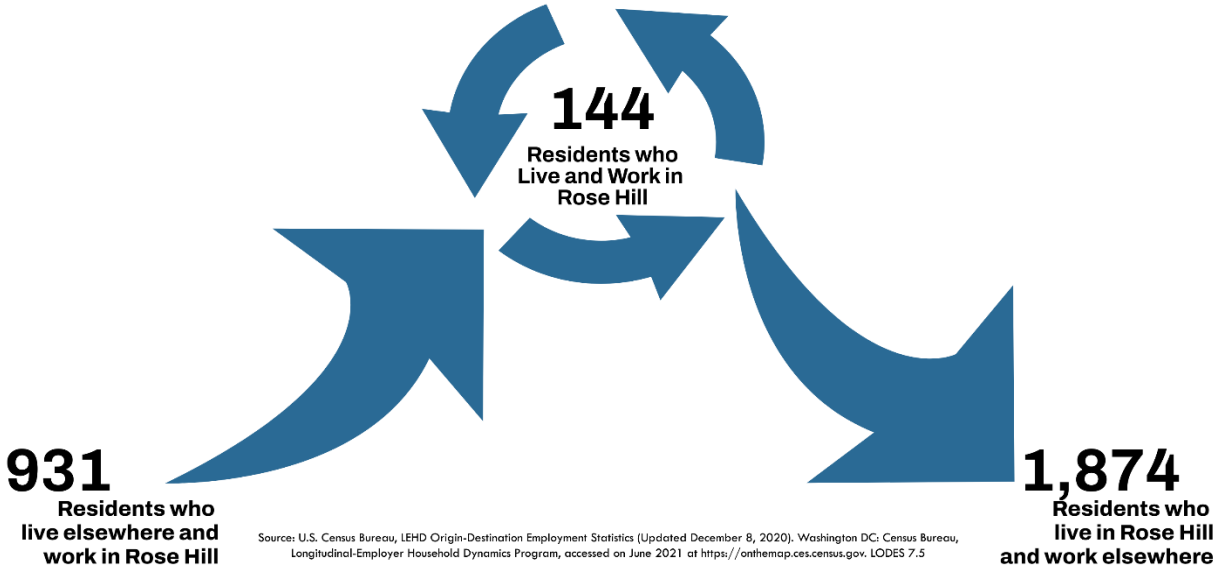 144
Residents who
Live and Work in
Rose Hill
931
Residents who
live elsewhere and
work in Rose Hill
1,874
Residents who
live in Rose Hill
and work elsewhere
Source: U.S. Census Bureau, LEHD Origin-Destination Employment Statistics (Updated December 8, 2020). Washington DC: Census Bureau,
Longitudinal-Employer Household Dynamics Program, accessed on June 2021 at https://onthemap.ces.census.gov. LODES 7.5